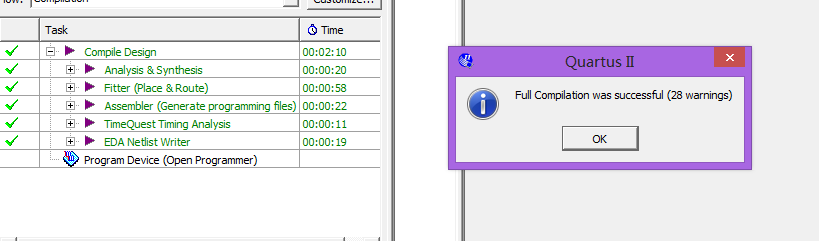 Compilation
Customize...
Task Time
Compile Design 00:02:10
Analysis & Synthesis 00:00:20
Fitter (Place & Route) 00:00:58
Assembler (Generate programming files) 00:00:22
TimeQuest Timing Analysis 00:00:11
EDA Netlist Writer 00:00:19
Program Device (Open Programmer)
Quartus II
Full Compilation was successful (28 warnings)
OK